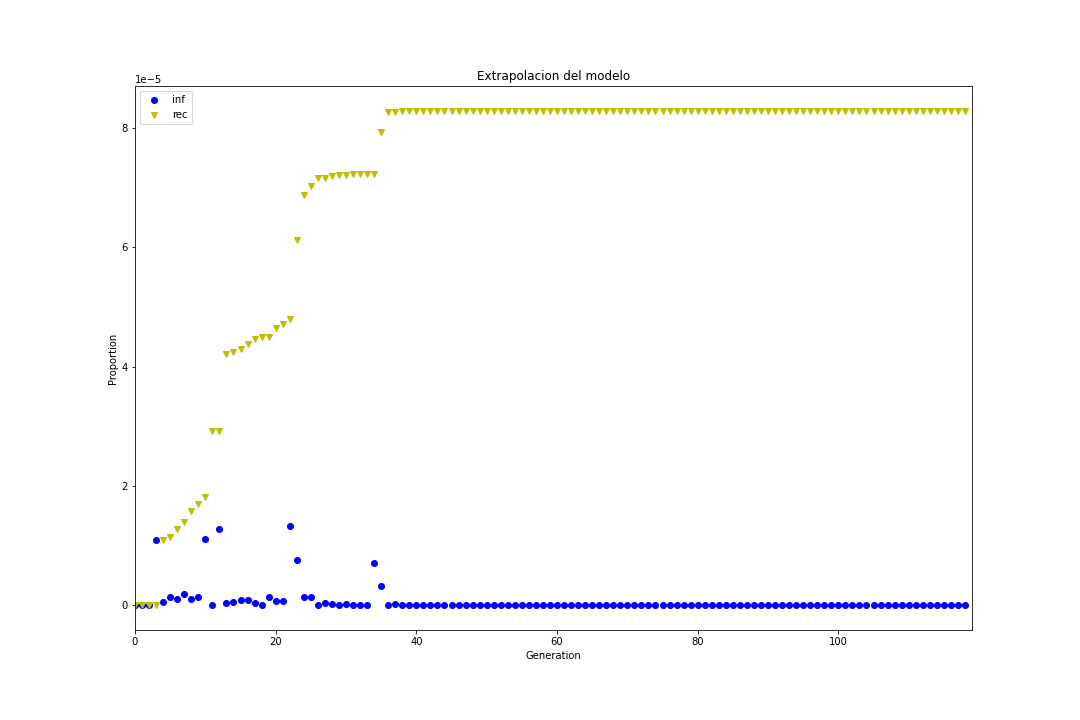 Extrapolacion del modelo
1e−5
inf
rec
8
6
4
2
0
Proportion
0 20 40 60 80 100
Generation